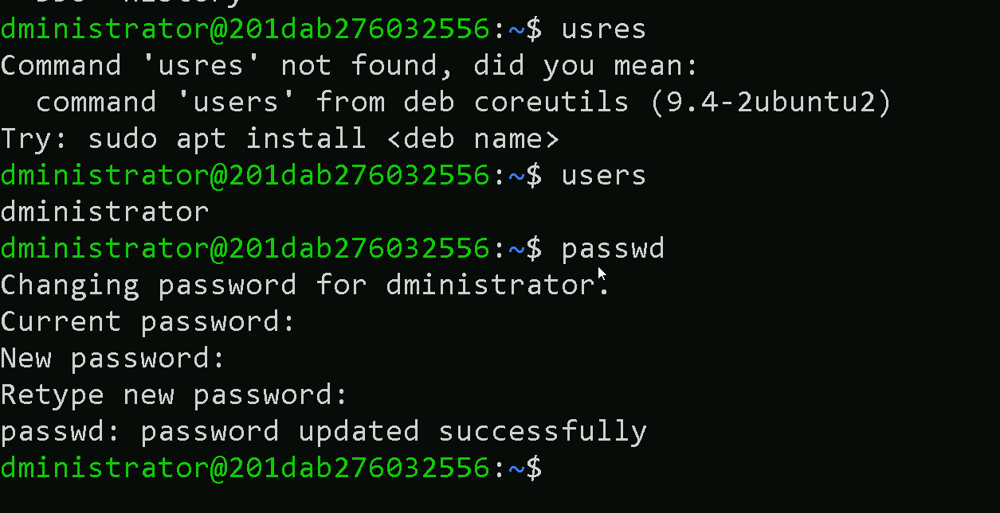 dministrator@201dab276032556:~$ usres
Command 'usres' not found, did you mean:
  command 'users' from deb coreutils (9.4-2ubuntu2)
Try: sudo apt install <deb name>
dministrator@201dab276032556:~$ users
dministrator
dministrator@201dab276032556:~$ passwd
Changing password for dministrator.
Current password:
New password:
Retype new password:
passwd: password updated successfully
dministrator@201dab276032556:~$